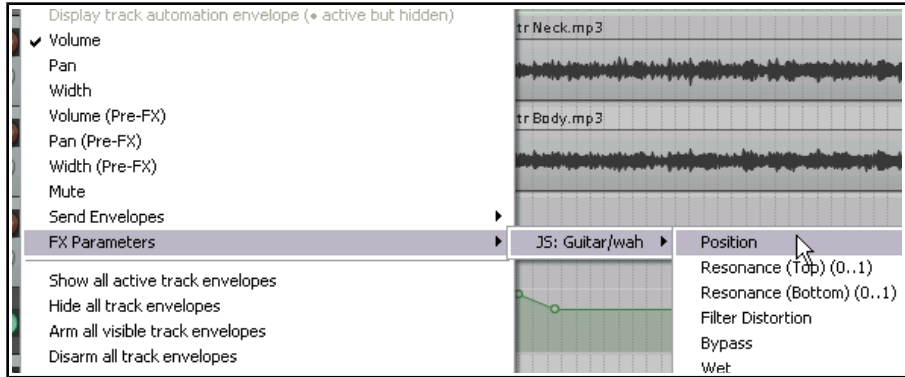 Display track automation envelope (• active but hidden)
Volume
Pan
Width
Volume (Pre-FX)
Pan (Pre-FX)
Width (Pre-FX)
Mute
Send Envelopes
FX Parameters
Show all active track envelopes
Hide all track envelopes
Arm all visible track envelopes
Disarm all track envelopes
JS: Guitar/wah
Position
Resonance (Top) (0..1)
Resonance (Bottom) (0..1)
Filter Distortion
Bypass
Wet
tr Neck.mp3
tr Body.mp3